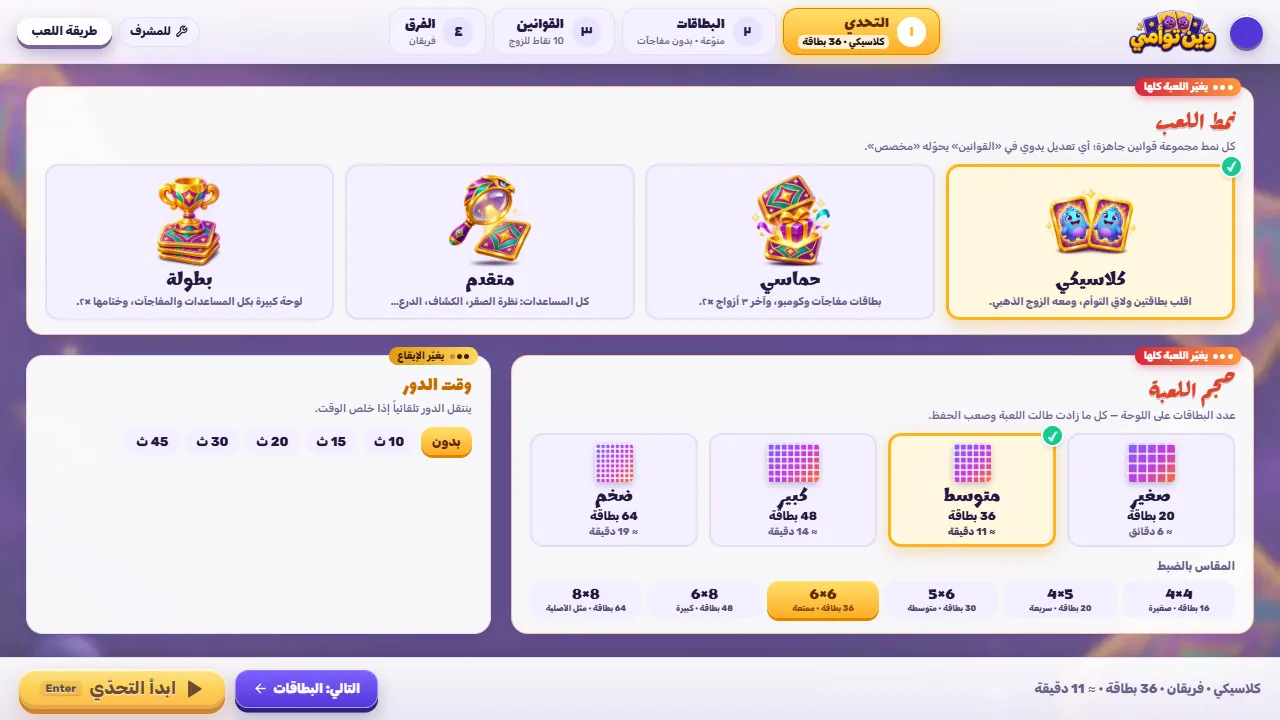 وين توأمي
١
التحدي
كلاسيكي • 36 بطاقة
٢
البطاقات
منوّعة • بدون مفاجآت
٣
القوانين
10 نقاط للزوج
٤
الفرق
فريقان
للمشرف
طريقة اللعب
يغيّر اللعبة كلها
نمط اللعب
كل نمط مجموعة قوانين جاهزة؛ أي تعديل يدوي في «القوانين» يحوّله «مخصص».
كلاسيكي
اقلب بطاقتين ولاقِ التوأم، ومعه الزوج الذهبي.
حماسي
بطاقات مفاجآت وكومبو، وآخر ٣ أزواج ×٢.
متقدم
كل المساعدات: نظرة الصقر، الكشاف، الدرع...
بطولة
لوحة كبيرة بكل المساعدات والمفاجآت، وختامها ×٢.
يغيّر اللعبة كلها
حجم اللعبة
عدد البطاقات على اللوحة – كل ما زادت طالت اللعبة وصعب الحفظ.
صغير
20 بطاقة
≈ 6 دقائق
متوسط
36 بطاقة
≈ 11 دقيقة
كبير
48 بطاقة
≈ 14 دقيقة
ضخم
64 بطاقة
≈ 19 دقيقة
المقاس بالضبط
4×4
16 بطاقة • صغيرة
4×5
20 بطاقة • سريعة
5×6
30 بطاقة • متوسطة
6×6
36 بطاقة • ممتعة
6×8
48 بطاقة • كبيرة
8×8
64 بطاقة • مثل الأصلية
يغيّر الإيقاع
وقت الدور
ينتقل الدور تلقائياً إذا خلص الوقت.
بدون
10 ث
15 ث
20 ث
30 ث
45 ث
كلاسيكي • فريقان • 36 بطاقة • ≈ 11 دقيقة
التالي: البطاقات ←
ابدأ التحدّي Enter